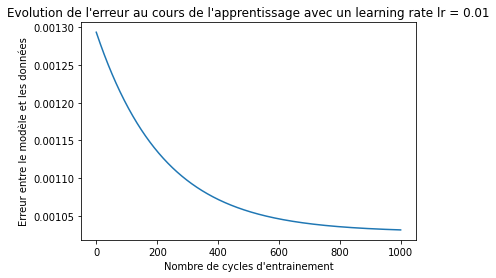 Evolution de l'erreur au cours de l'apprentissage avec un learning rate lr = 0.01
Erreur entre le modèle et les données
0.00130
0.00125
0.00120
0.00115
0.00110
0.00105
0 200 400 600 800 1000
Nombre de cycles d'entrainement